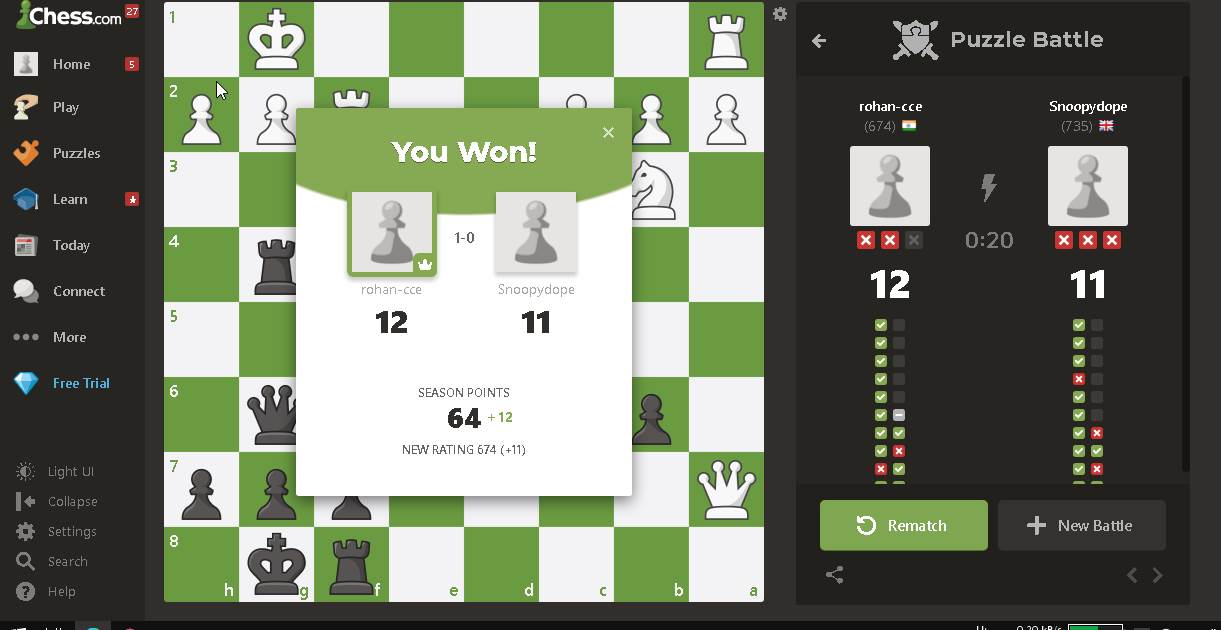 Chess.com 27
Home 5
Play
Puzzles
Learn
Today
Connect
More
Free Trial
Light UI
Collapse
Settings
Search
Help
1
2
3
4
5
6
7
8
h g f e d c b a
You Won!
1-0
rohan-cce Snoopydope
12 11
SEASON POINTS
64 +12
NEW RATING 674 (+11)
Puzzle Battle
rohan-cce Snoopydope
(674) (735)
0:20
12 11
Rematch New Battle